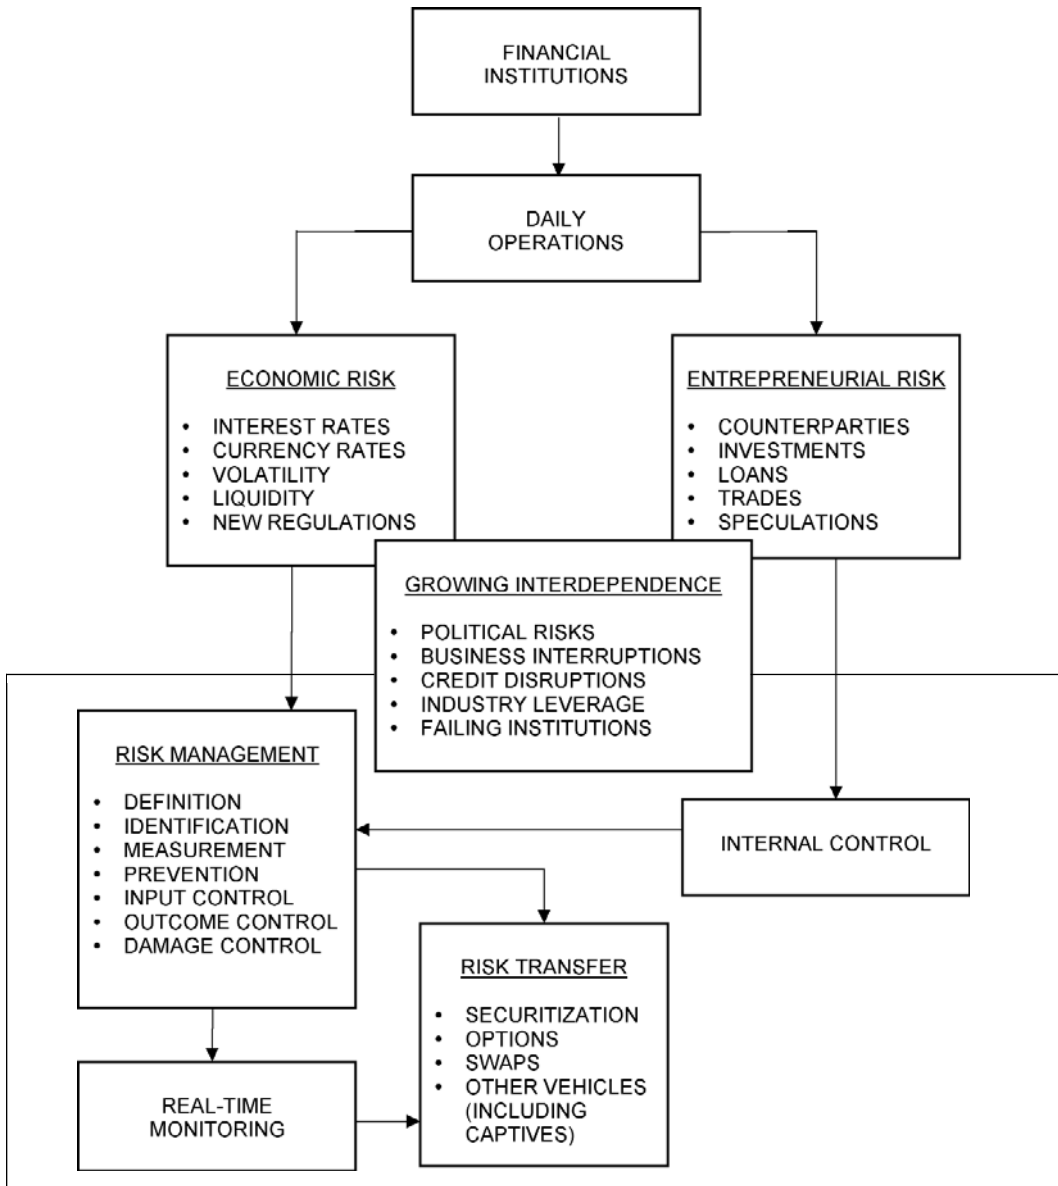 FINANCIAL
INSTITUTIONS
DAILY
OPERATIONS
ECONOMIC RISK
• INTEREST RATES
• CURRENCY RATES
• VOLATILITY
• LIQUIDITY
• NEW REGULATIONS
ENTREPRENEURIAL RISK
• COUNTERPARTIES
• INVESTMENTS
• LOANS
• TRADES
• SPECULATIONS
GROWING INTERDEPENDENCE
• POLITICAL RISKS
• BUSINESS INTERRUPTIONS
• CREDIT DISRUPTIONS
• INDUSTRY LEVERAGE
• FAILING INSTITUTIONS
RISK MANAGEMENT
• DEFINITION
• IDENTIFICATION
• MEASUREMENT
• PREVENTION
• INPUT CONTROL
• OUTCOME CONTROL
• DAMAGE CONTROL
INTERNAL CONTROL
RISK TRANSFER
• SECURITIZATION
• OPTIONS
• SWAPS
• OTHER VEHICLES
(INCLUDING
CAPTIVES)
REAL-TIME
MONITORING